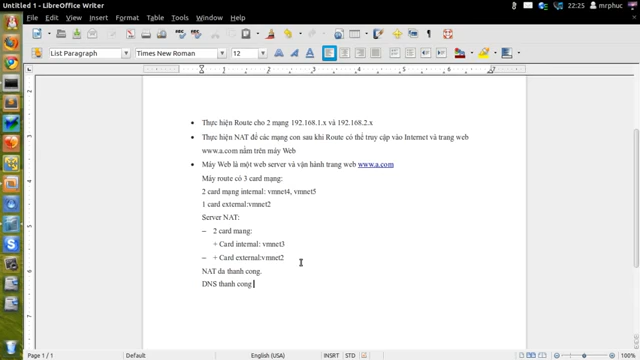 Untitled 1 - LibreOffice Writer
22:25
mrphuc
File Edit View Insert Format Table Tools Window Help
List Paragraph
Times New Roman
12
Thực hiện Route cho 2 mạng 192.168.1.x và 192.168.2.x
Thực hiện NAT để các mạng con sau khi Route có thể truy cập vào Internet và trang web
www.a.com nằm trên máy Web
Máy Web là một web server và vận hành trang web www.a.com
Máy route có 3 card mạng:
2 card mạng internal: vmnet4, vmnet5
1 card external:vmnet2
Server NAT:
– 2 card mang:
+ Card internal: vmnet3
– + Card external:vmnet2
NAT da thanh cong.
DNS thanh cong
Page 1 / 1
Default
English (USA)
INSRT
STD
100%